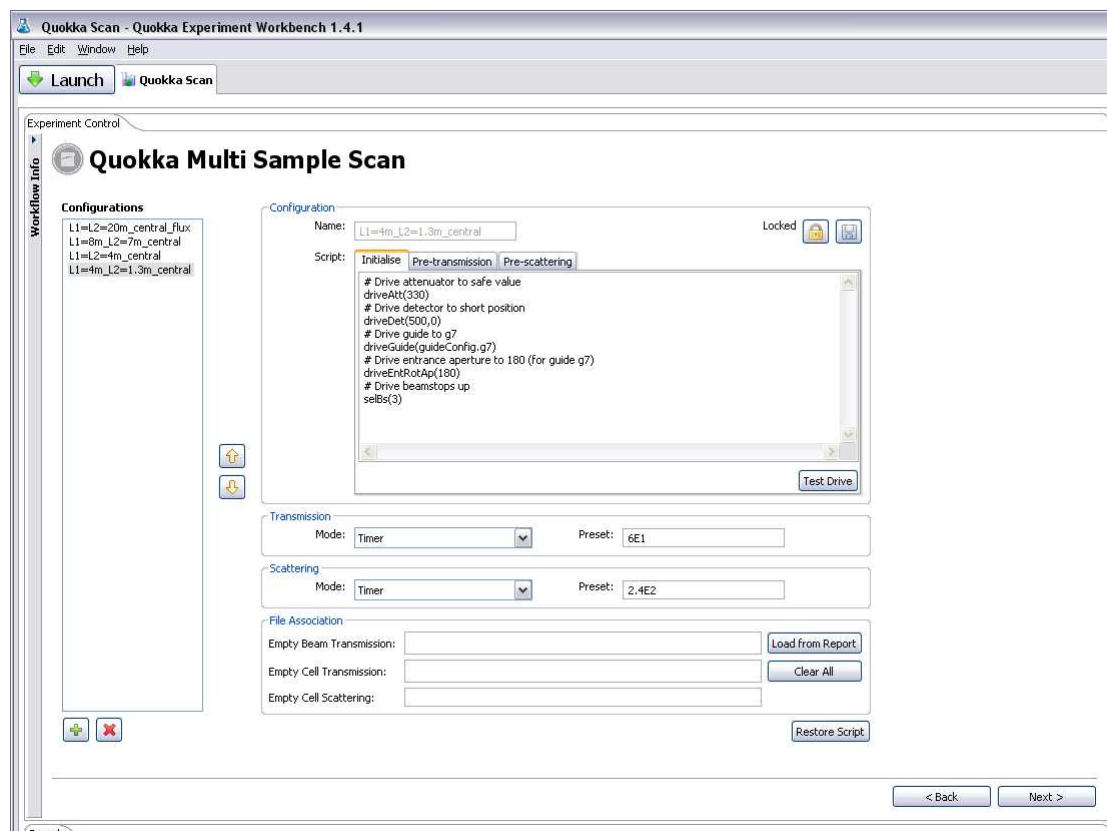 Quokka Scan - Quokka Experiment Workbench 1.4.1
File Edit Window Help
Launch Quokka Scan
Experiment Control
Workflow Info
Quokka Multi Sample Scan
Configurations
L1=L2=20m_central_flux
L1=8m_L2=7m_central
L1=L2=4m_central
L1=4m_L2=1.3m_central
Configuration
Name: L1=4m_L2=1.3m_central Locked
Script: Initialise Pre-transmission Pre-scattering
# Drive attenuator to safe value
driveAtt(330)
# Drive detector to short position
driveDet(500,0)
# Drive guide to g7
driveGuide(guideConfig.g7)
# Drive entrance aperture to 180 (for guide g7)
driveEntRotAp(180)
# Drive beamstops up
selBs(3)
Test Drive
Transmission
Mode: Timer Preset: 6E1
Scattering
Mode: Timer Preset: 2.4E2
File Association
Empty Beam Transmission: Load from Report
Empty Cell Transmission: Clear All
Empty Cell Scattering:
Restore Script
< Back Next >